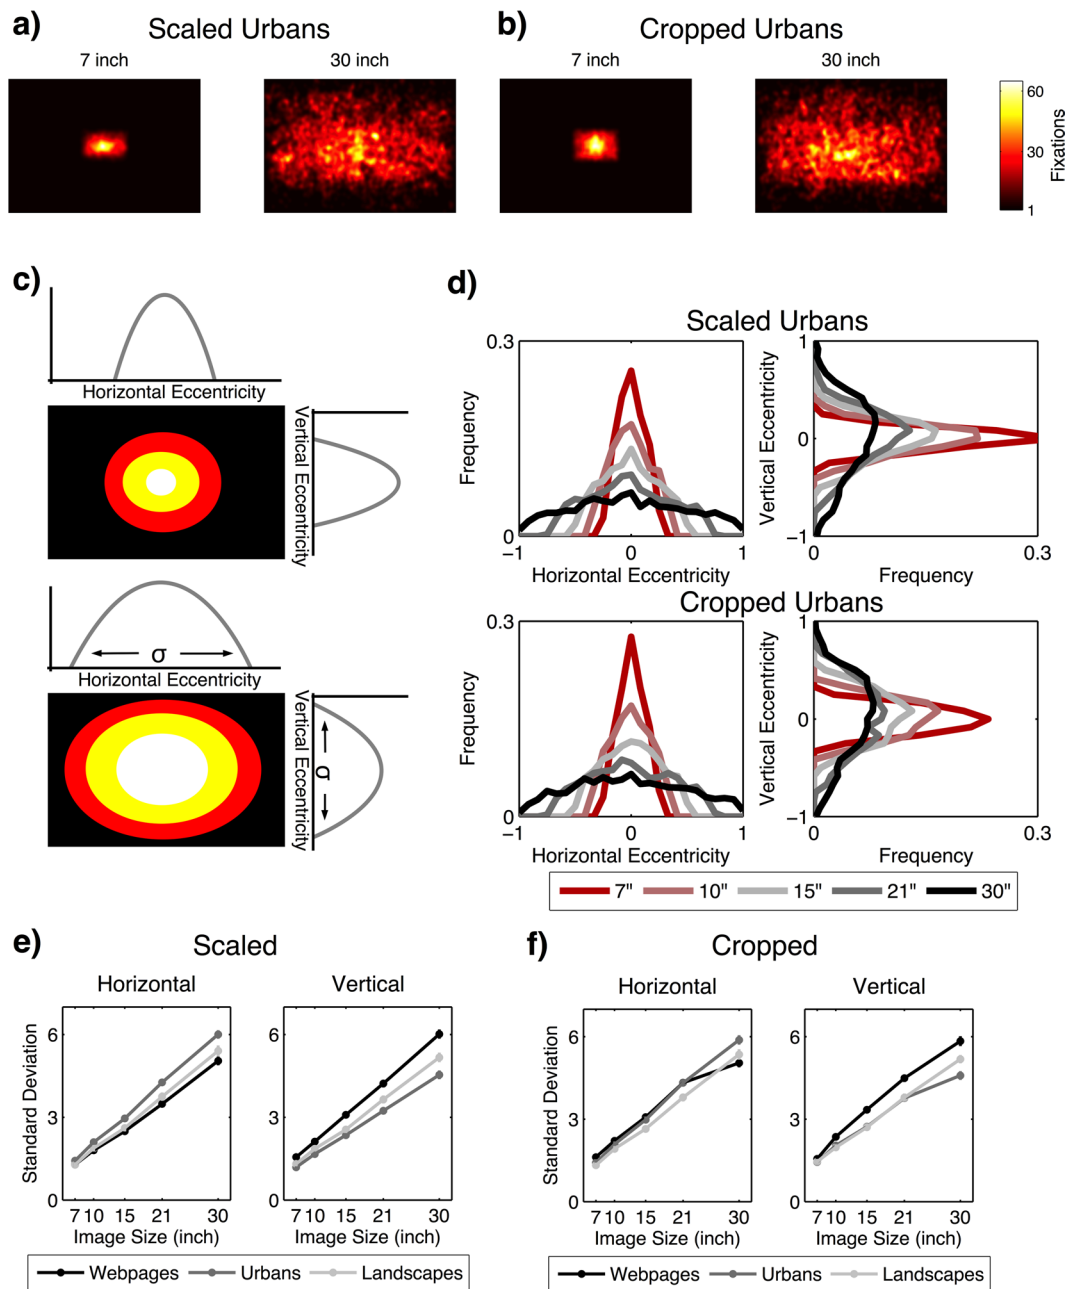 a)
Scaled Urbans
b)
Cropped Urbans
7 inch
30 inch
7 inch
30 inch
60
30
1
Fixations
c)
Horizontal Eccentricity
Vertical Eccentricity
σ
Horizontal Eccentricity
Vertical Eccentricity
σ
d)
Scaled Urbans
0.3
Frequency
0
−1
0
1
Horizontal Eccentricity
Vertical Eccentricity
1
0
−1
0
0.3
Frequency
Cropped Urbans
0.3
Frequency
0
−1
0
1
Horizontal Eccentricity
Vertical Eccentricity
1
0
−1
0
0.3
Frequency
7"
10"
15"
21"
30"
e)
Scaled
Horizontal
Vertical
Standard Deviation
6
3
0
7 10 15 21 30
Image Size (inch)
6
3
0
7 10 15 21 30
Image Size (inch)
Webpages
Urbans
Landscapes
f)
Cropped
Horizontal
Vertical
Standard Deviation
6
3
0
7 10 15 21 30
Image Size (inch)
6
3
0
7 10 15 21 30
Image Size (inch)
Webpages
Urbans
Landscapes